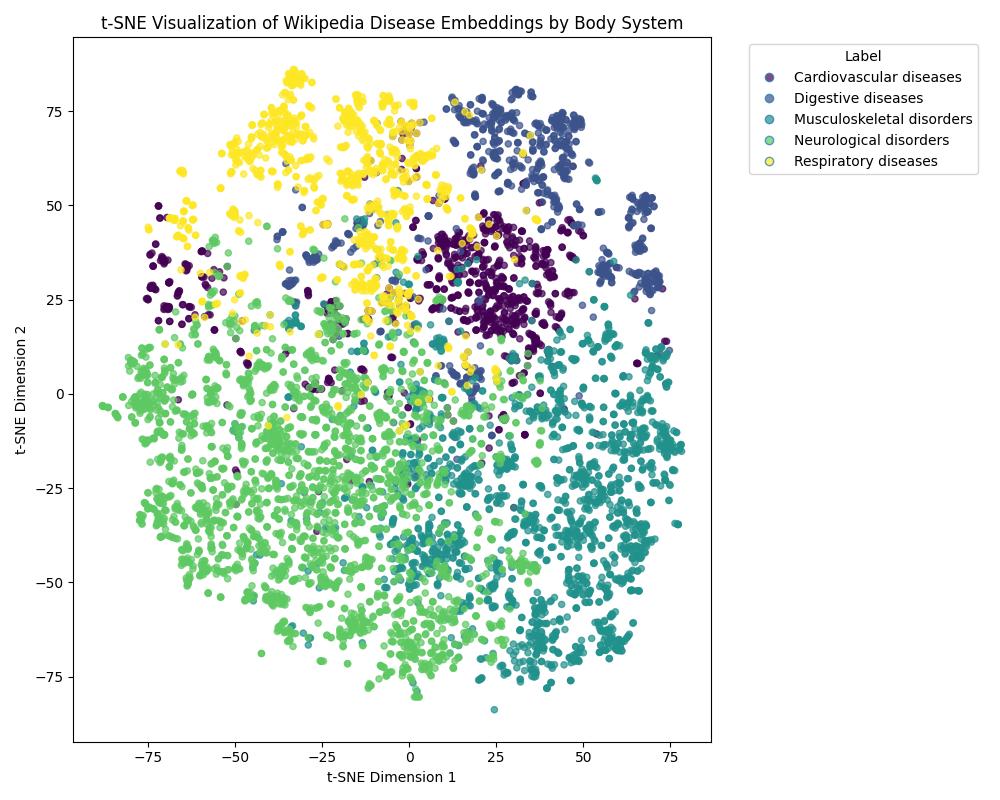 t-SNE Visualization of Wikipedia Disease Embeddings by Body System
Label
Cardiovascular diseases
Digestive diseases
Musculoskeletal disorders
Neurological disorders
Respiratory diseases
t-SNE Dimension 2
75
50
25
0
−25
−50
−75
−75
−50
−25
0
25
50
75
t-SNE Dimension 1